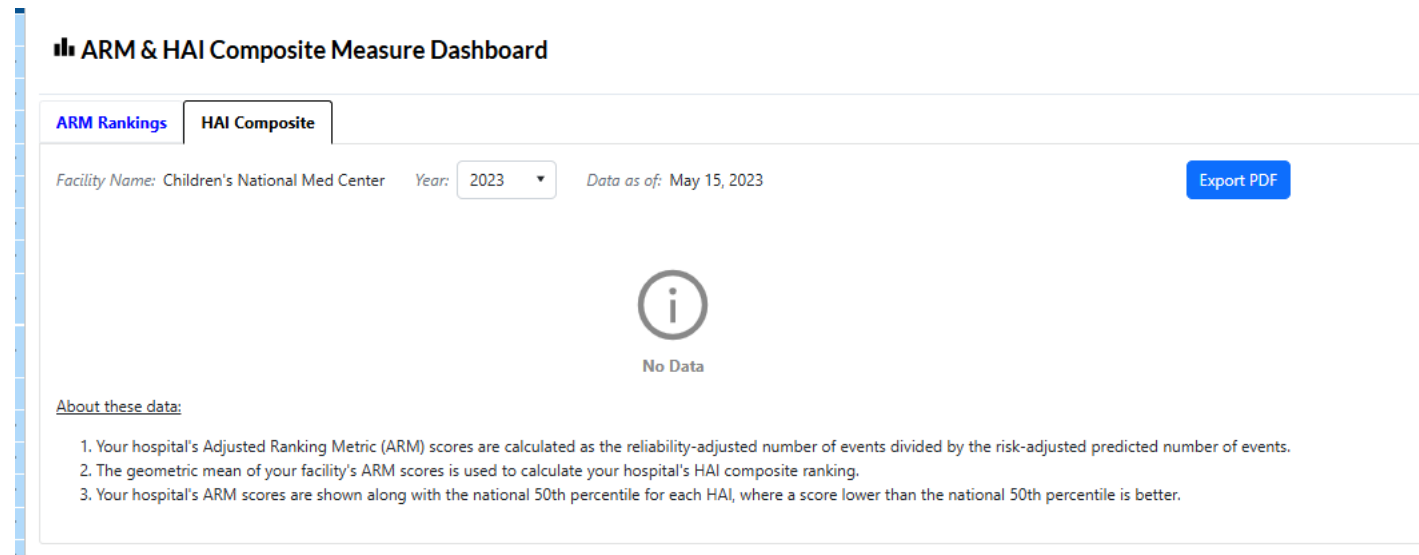 ARM & HAI Composite Measure Dashboard
ARM Rankings HAI Composite
Facility Name: Children's National Med Center Year: 2023 Data as of: May 15, 2023 Export PDF
No Data
About these data:
1. Your hospital's Adjusted Ranking Metric (ARM) scores are calculated as the reliability-adjusted number of events divided by the risk-adjusted predicted number of events.
2. The geometric mean of your facility's ARM scores is used to calculate your hospital's HAI composite ranking.
3. Your hospital's ARM scores are shown along with the national 50th percentile for each HAI, where a score lower than the national 50th percentile is better.